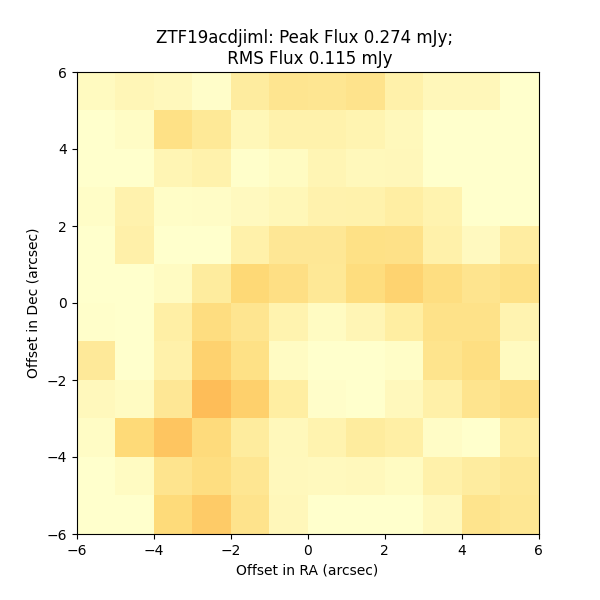 ZTF19acdjiml: Peak Flux 0.274 mJy;
RMS Flux 0.115 mJy
6
4
2
0
−2
−4
−6
Offset in Dec (arcsec)
−6 −4 −2 0 2 4 6
Offset in RA (arcsec)